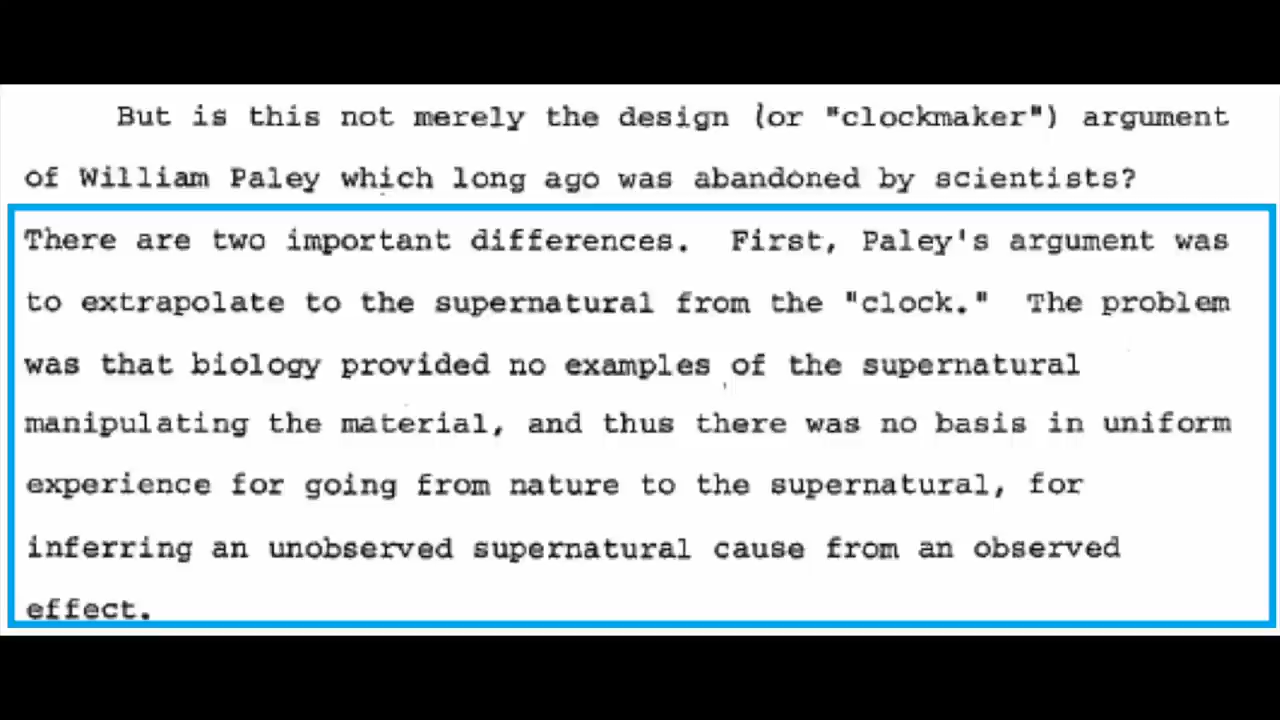 But is this not merely the design (or "clockmaker") argument
of William Paley which long ago was abandoned by scientists?
There are two important differences.  First, Paley's argument was
to extrapolate to the supernatural from the "clock."  The problem
was that biology provided no examples of the supernatural
manipulating the material, and thus there was no basis in uniform
experience for going from nature to the supernatural, for
inferring an unobserved supernatural cause from an observed
effect.